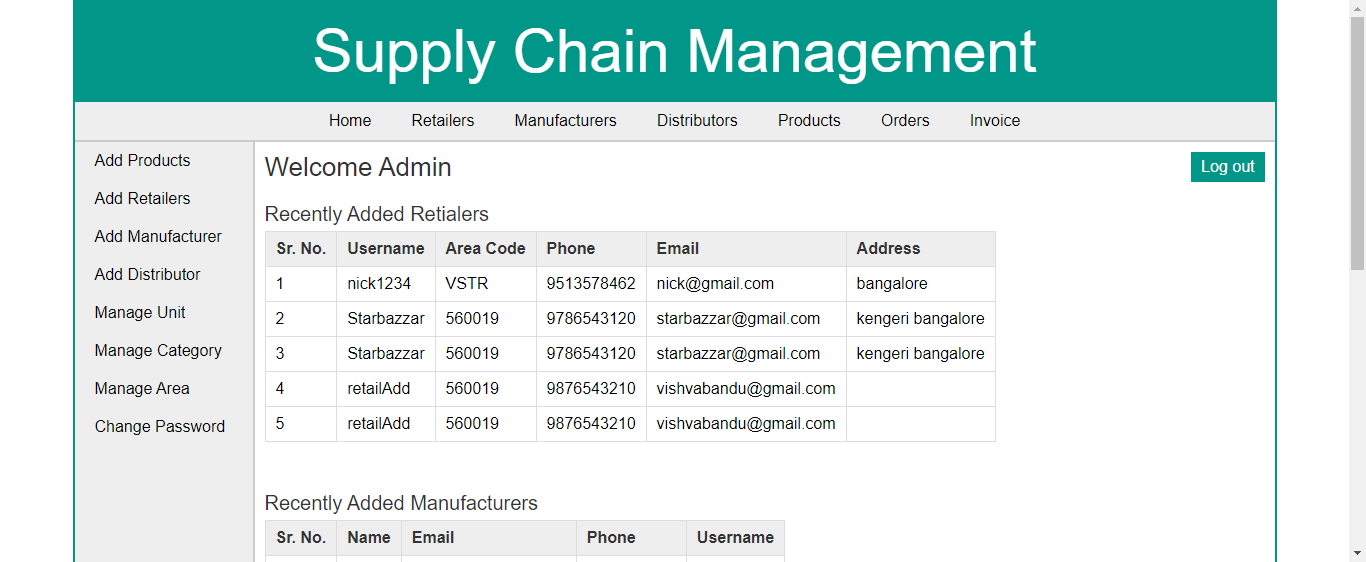 Supply Chain Management
Home Retailers Manufacturers Distributors Products Orders Invoice
Add Products
Add Retailers
Add Manufacturer
Add Distributor
Manage Unit
Manage Category
Manage Area
Change Password
Welcome Admin
Log out
Recently Added Retialers
Sr. No. Username Area Code Phone Email Address
1 nick1234 VSTR 9513578462 nick@gmail.com bangalore
2 Starbazzar 560019 9786543120 starbazzar@gmail.com kengeri bangalore
3 Starbazzar 560019 9786543120 starbazzar@gmail.com kengeri bangalore
4 retailAdd 560019 9876543210 vishvabandu@gmail.com
5 retailAdd 560019 9876543210 vishvabandu@gmail.com
Recently Added Manufacturers
Sr. No. Name Email Phone Username